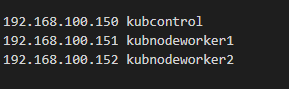 192.168.100.150 kubcontrol
192.168.100.151 kubnodeworker1
192.168.100.152 kubnodeworker2